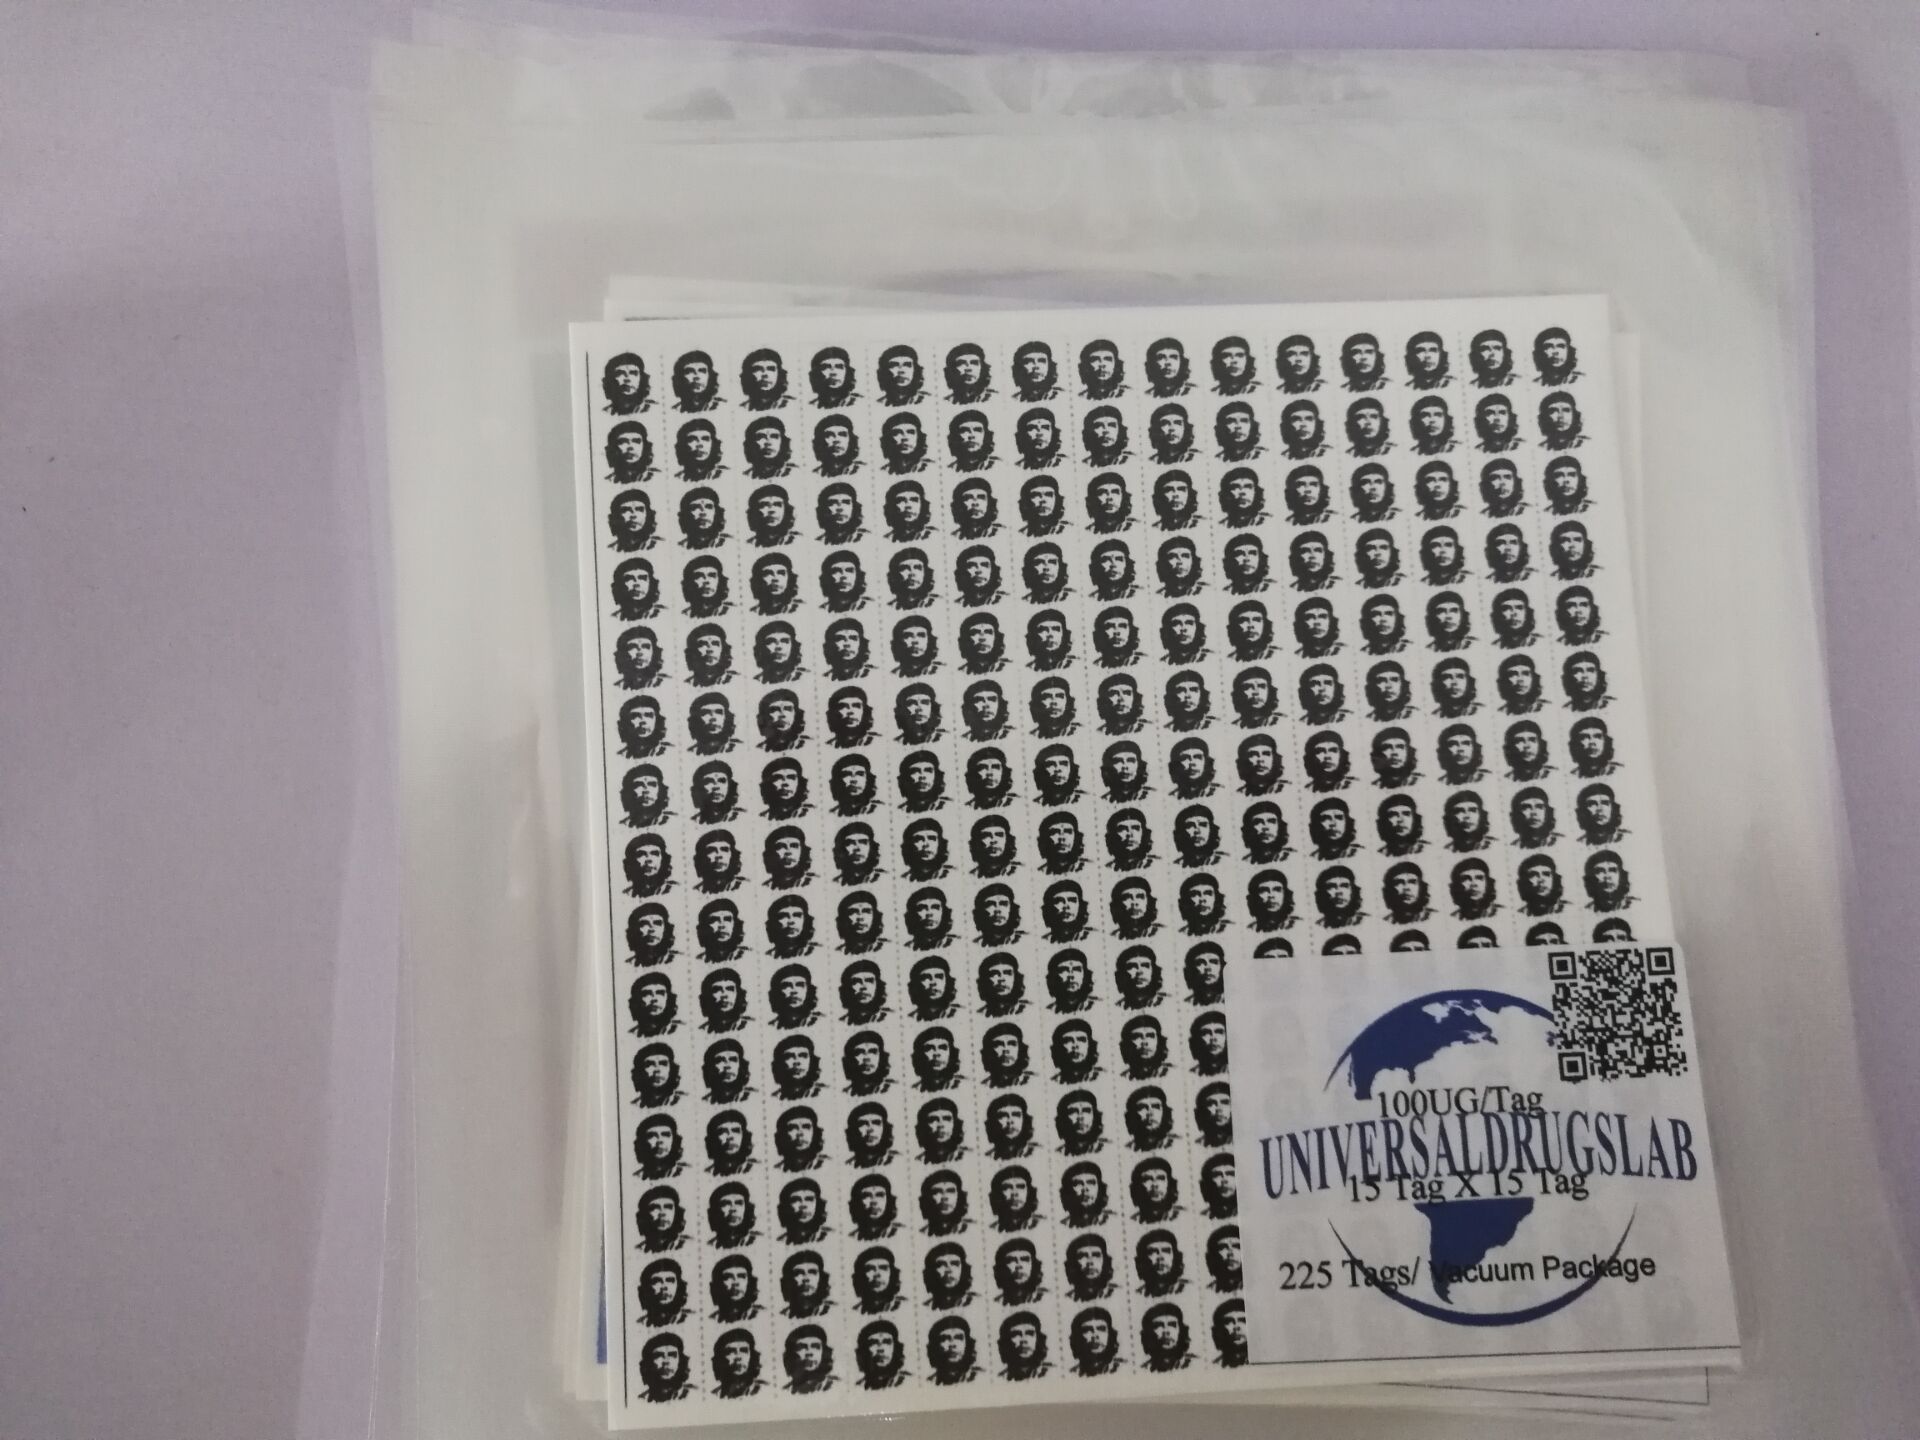 100UG/Tag
UNIVERSALDRUGSLAB
15 Tag X 15 Tag
225 Tags/ Vacuum Package